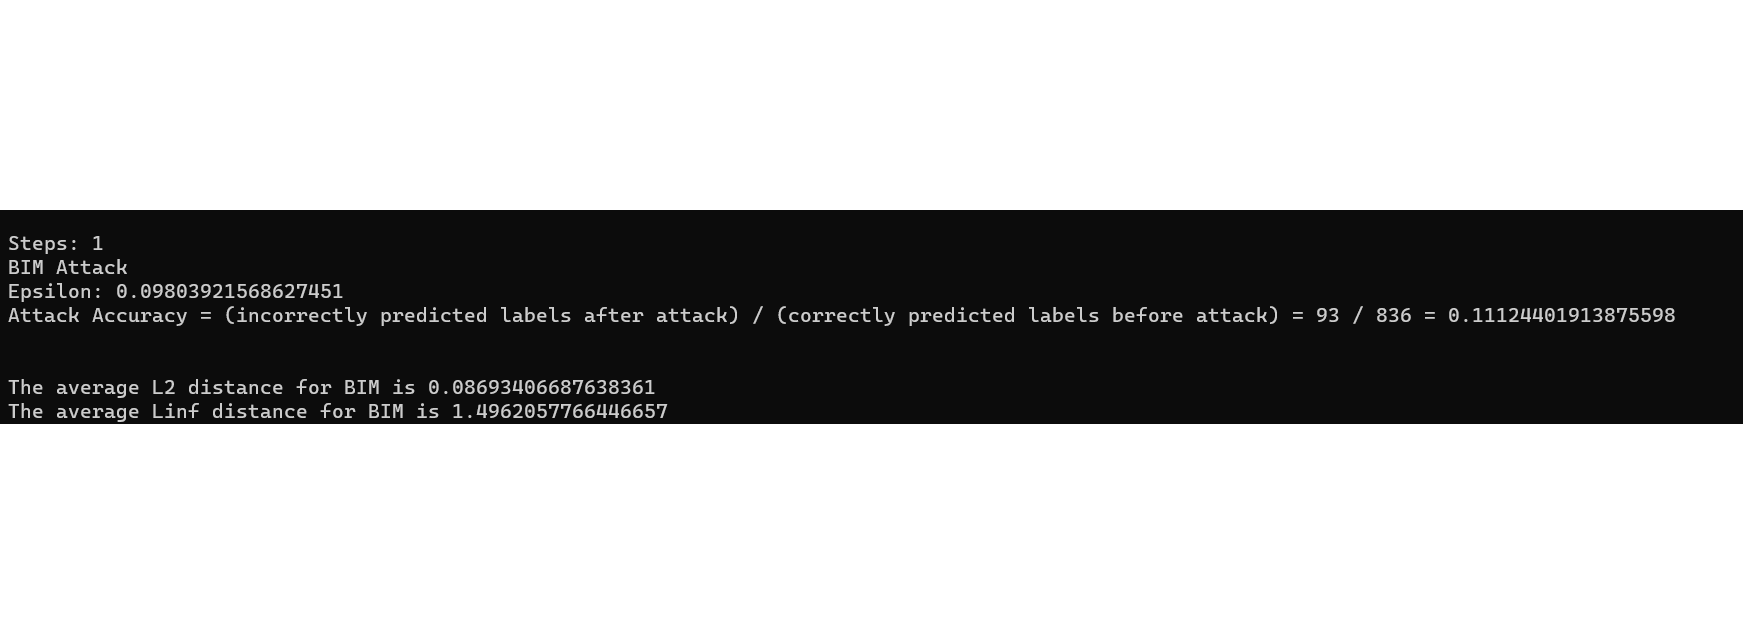 Steps: 1
BIM Attack
Epsilon: 0.09803921568627451
Attack Accuracy = (incorrectly predicted labels after attack) / (correctly predicted labels before attack) = 93 / 836 = 0.11124401913875598
The average L2 distance for BIM is 0.08693406687638361
The average Linf distance for BIM is 1.4962057766446657